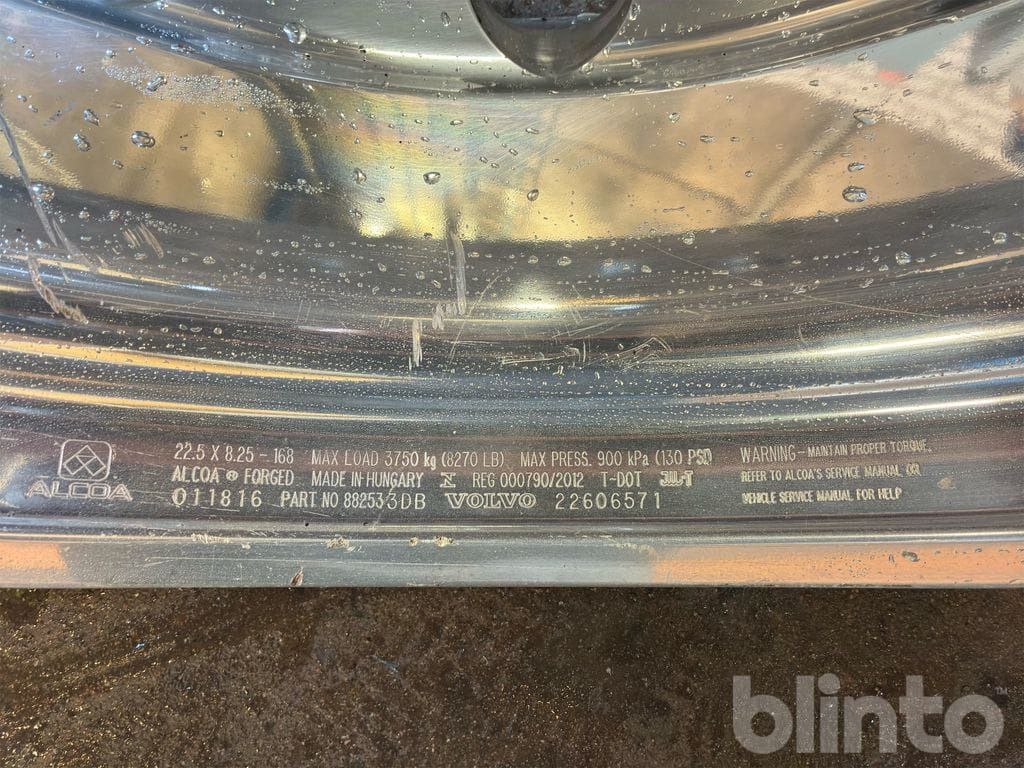 ALCOA
22.5 X 8.25 - 168 MAX LOAD 3750 kg (8270 LB) MAX PRESS. 900 kPa (130 PSI)
ALCOA ® FORGED MADE IN HUNGARY REG 000790/2012 T-DOT
011816 PART NO 882533DB VOLVO 22606571
WARNING - MAINTAIN PROPER TORQUE.
REFER TO ALCOA'S SERVICE MANUAL OR
VEHICLE SERVICE MANUAL FOR HELP
blinto™